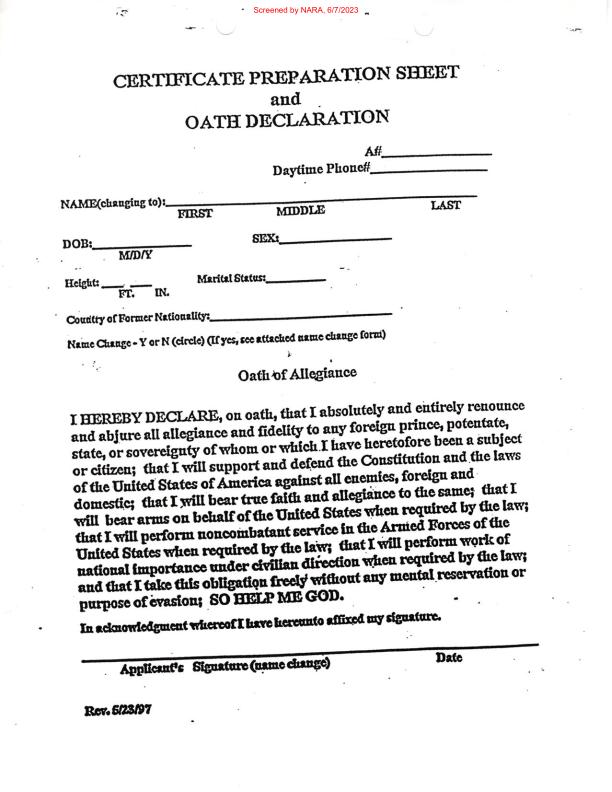 Screened by NARA, 6/7/2023
CERTIFICATE PREPARATION SHEET
and
OATH DECLARATION
A#
Daytime Phone#
NAME(changing to):
FIRST MIDDLE LAST
DOB: SEX:
M/D/Y
Height: Marital Status:
FT. IN.
Country of Former Nationality:
Name Change - Y or N (circle) (If yes, see attached name change form)
Oath of Allegiance
I HEREBY DECLARE, on oath, that I absolutely and entirely renounce
and abjure all allegiance and fidelity to any foreign prince, potentate,
state, or sovereignty of whom or which I have heretofore been a subject
or citizen; that I will support and defend the Constitution and the laws
of the United States of America against all enemies, foreign and
domestic; that I will bear true faith and allegiance to the same; that I
will bear arms on behalf of the United States when required by the law;
that I will perform noncombatant service in the Armed Forces of the
United States when required by the law; that I will perform work of
national importance under civilian direction when required by the law;
and that I take this obligation freely without any mental reservation or
purpose of evasion; SO HELP ME GOD.
In acknowledgment whereof I have hereunto affixed my signature.
Applicant's Signature (name change) Date
Rev. 5/23/97